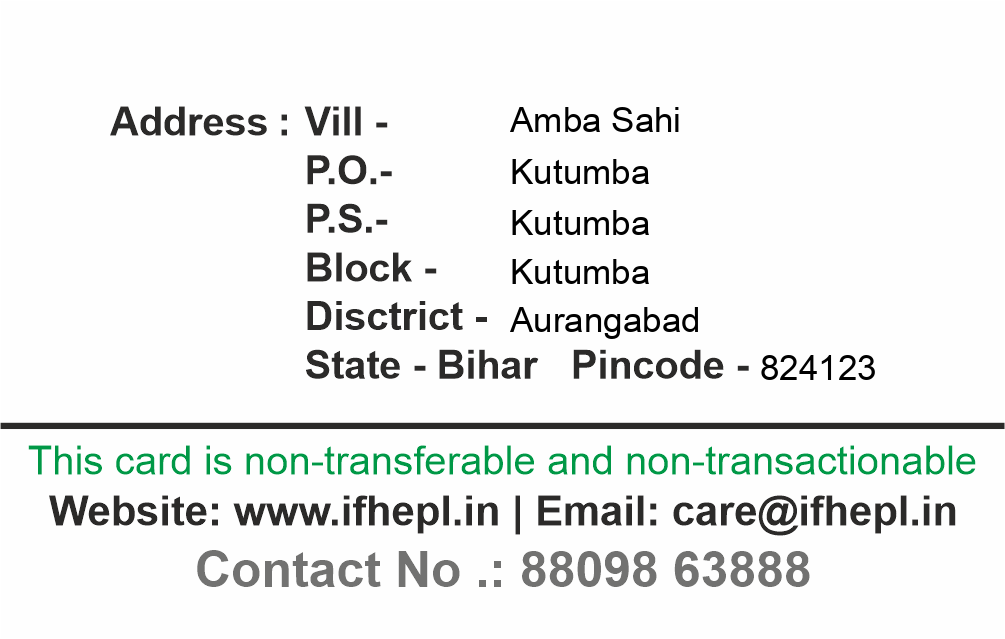 Address : Vill - Amba Sahi
P.O.- Kutumba
P.S.- Kutumba
Block - Kutumba
Disctrict - Aurangabad
State - Bihar Pincode - 824123
This card is non-transferable and non-transactionable
Website: www.ifhepl.in | Email: care@ifhepl.in
Contact No .: 88098 63888